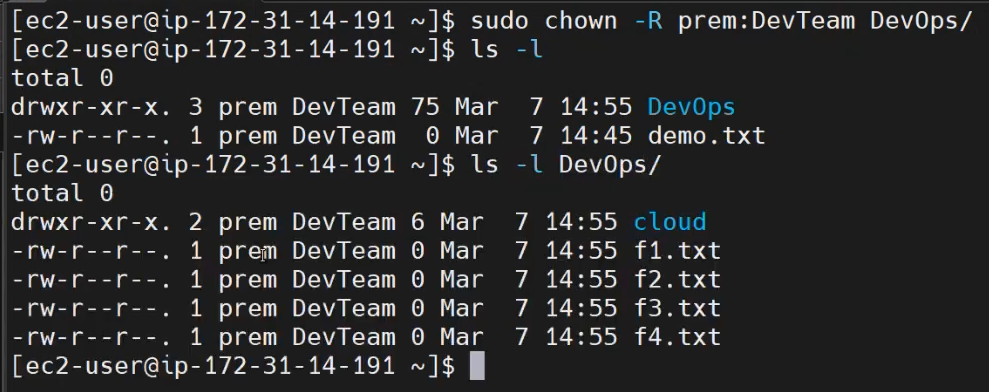 [ec2-user@ip-172-31-14-191 ~]$ sudo chown -R prem:DevTeam DevOps/
[ec2-user@ip-172-31-14-191 ~]$ ls -l
total 0
drwxr-xr-x. 3 prem DevTeam 75 Mar  7 14:55 DevOps
-rw-r--r--. 1 prem DevTeam  0 Mar  7 14:45 demo.txt
[ec2-user@ip-172-31-14-191 ~]$ ls -l DevOps/
total 0
drwxr-xr-x. 2 prem DevTeam 6 Mar  7 14:55 cloud
-rw-r--r--. 1 prem DevTeam 0 Mar  7 14:55 f1.txt
-rw-r--r--. 1 prem DevTeam 0 Mar  7 14:55 f2.txt
-rw-r--r--. 1 prem DevTeam 0 Mar  7 14:55 f3.txt
-rw-r--r--. 1 prem DevTeam 0 Mar  7 14:55 f4.txt
[ec2-user@ip-172-31-14-191 ~]$